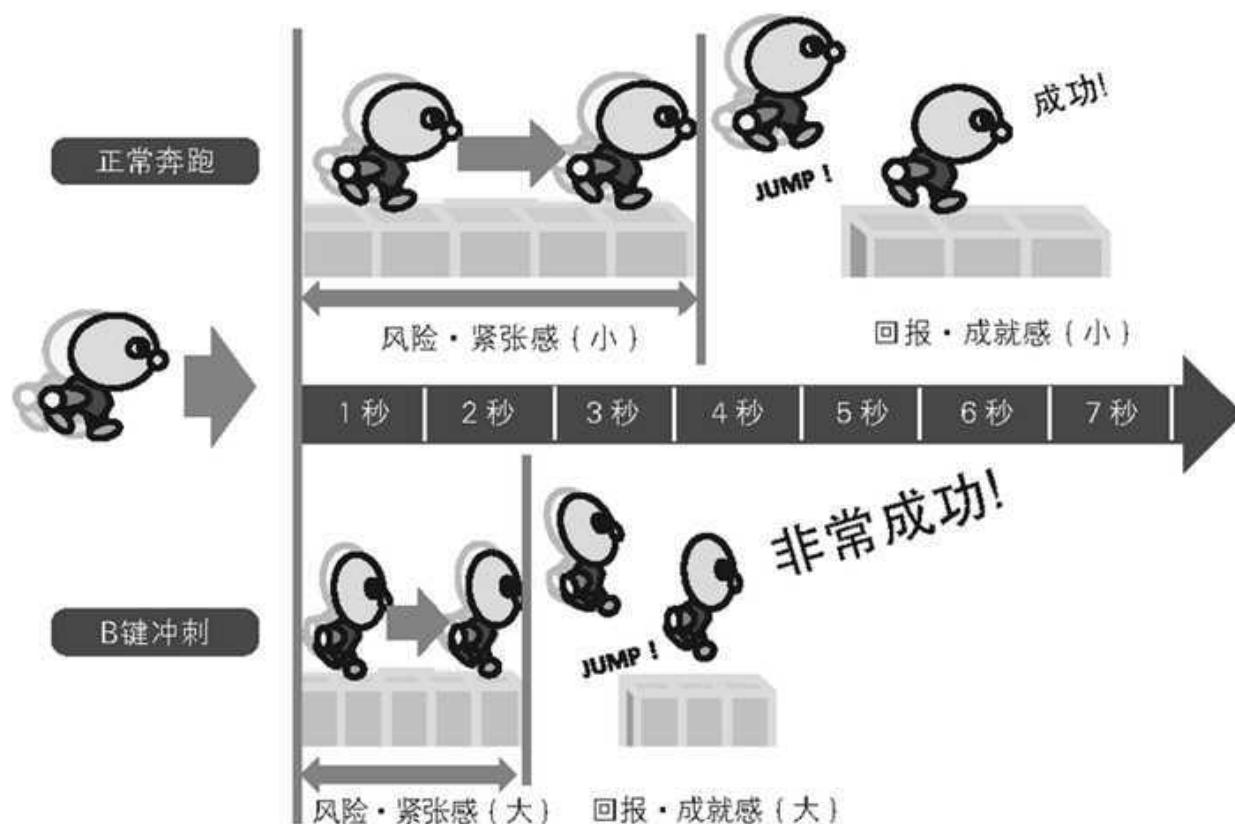 成功!
正常奔跑
JUMP !
风险・紧张感 ( 小 )
回报・成就感 ( 小 )
1 秒
2 秒
3 秒
4 秒
5 秒
6 秒
7 秒
非常成功!
B键冲刺
JUMP !
风险・紧张感 ( 大 )
回报・成就感 ( 大 )